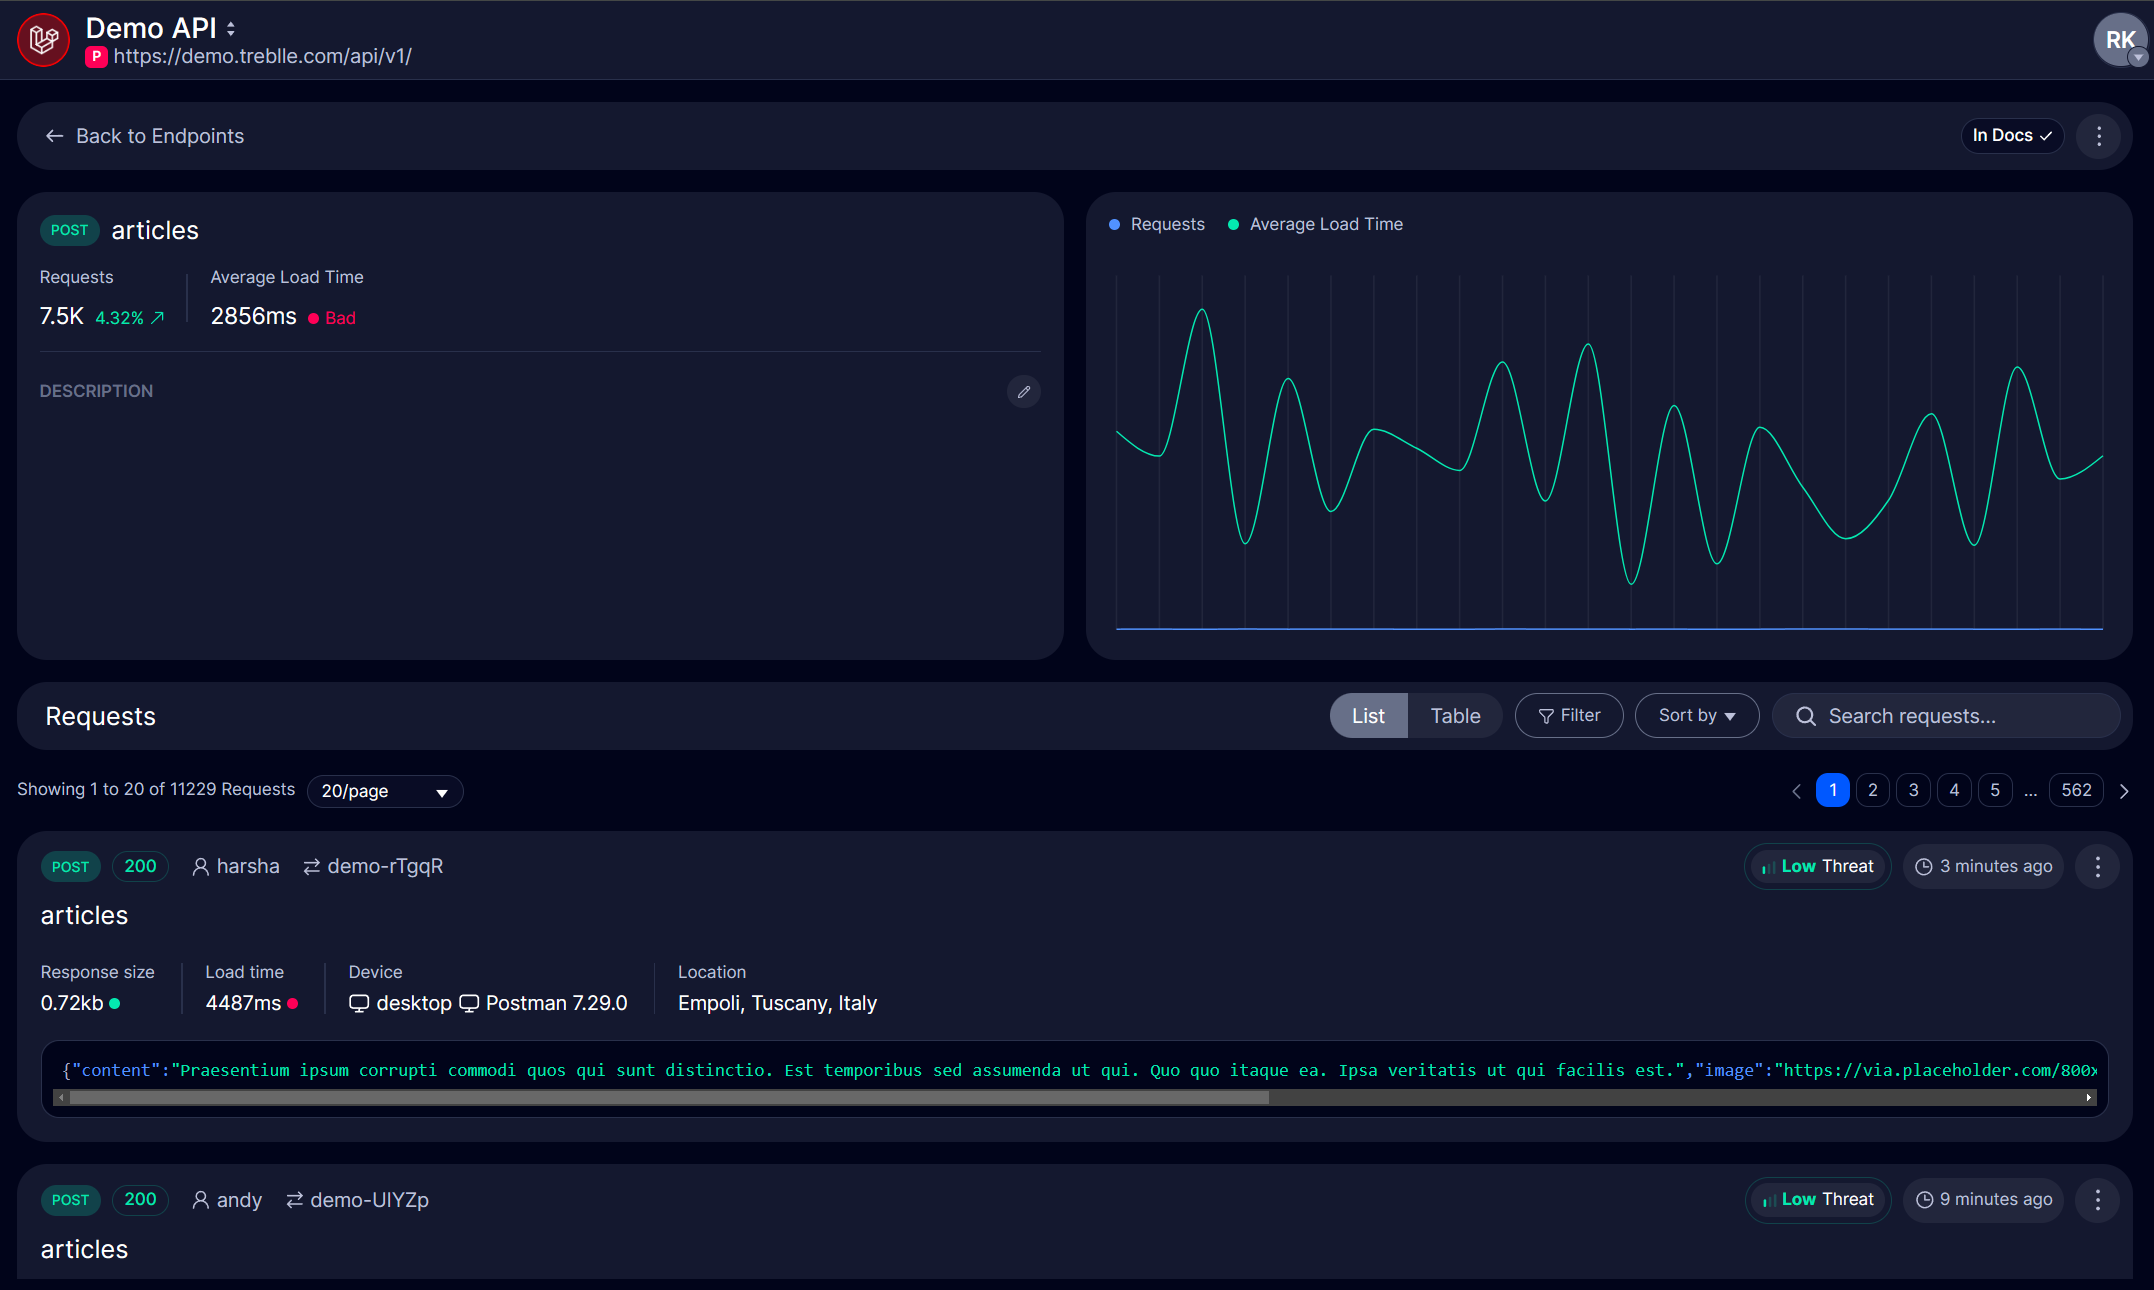 Demo API
P https://demo.treblle.com/api/v1/
RK
Back to Endpoints
In Docs
POST articles
Requests
Average Load Time
7.5K 4.32%
2856ms Bad
DESCRIPTION
Requests Average Load Time
Requests
List Table Filter Sort by Search requests...
Showing 1 to 20 of 11229 Requests 20/page
1 2 3 4 5 ... 562
POST 200 harsha demo-rTgqR
Low Threat 3 minutes ago
articles
Response size Load time Device Location
0.72kb 4487ms desktop Postman 7.29.0 Empoli, Tuscany, Italy
{"content":"Praesentium ipsum corrupti commodi quos qui sunt distinctio. Est temporibus sed assumenda ut qui. Quo quo itaque ea. Ipsa veritatis ut qui facilis est.","image":"https://via.placeholder.com/800x
POST 200 andy demo-UIYZp
Low Threat 9 minutes ago
articles